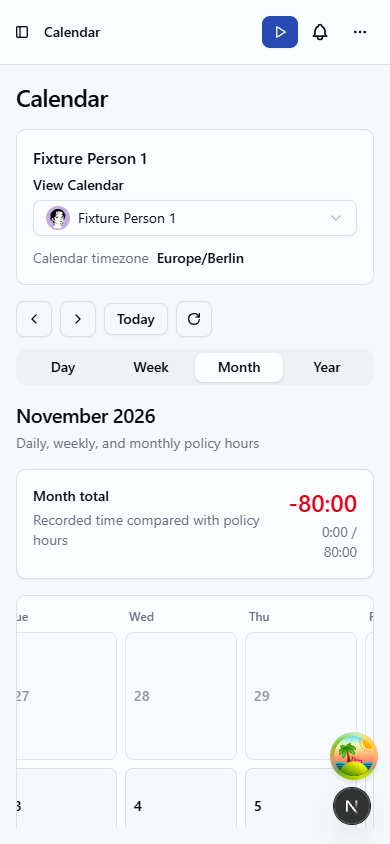 Calendar
Calendar
Fixture Person 1
View Calendar
Fixture Person 1
Calendar timezone Europe/Berlin
Today
Day Week Month Year
November 2026
Daily, weekly, and monthly policy hours
Month total
-80:00
Recorded time compared with policy
hours
0:00 /
80:00
ue Wed Thu F
27 28 29
3 4 5
N